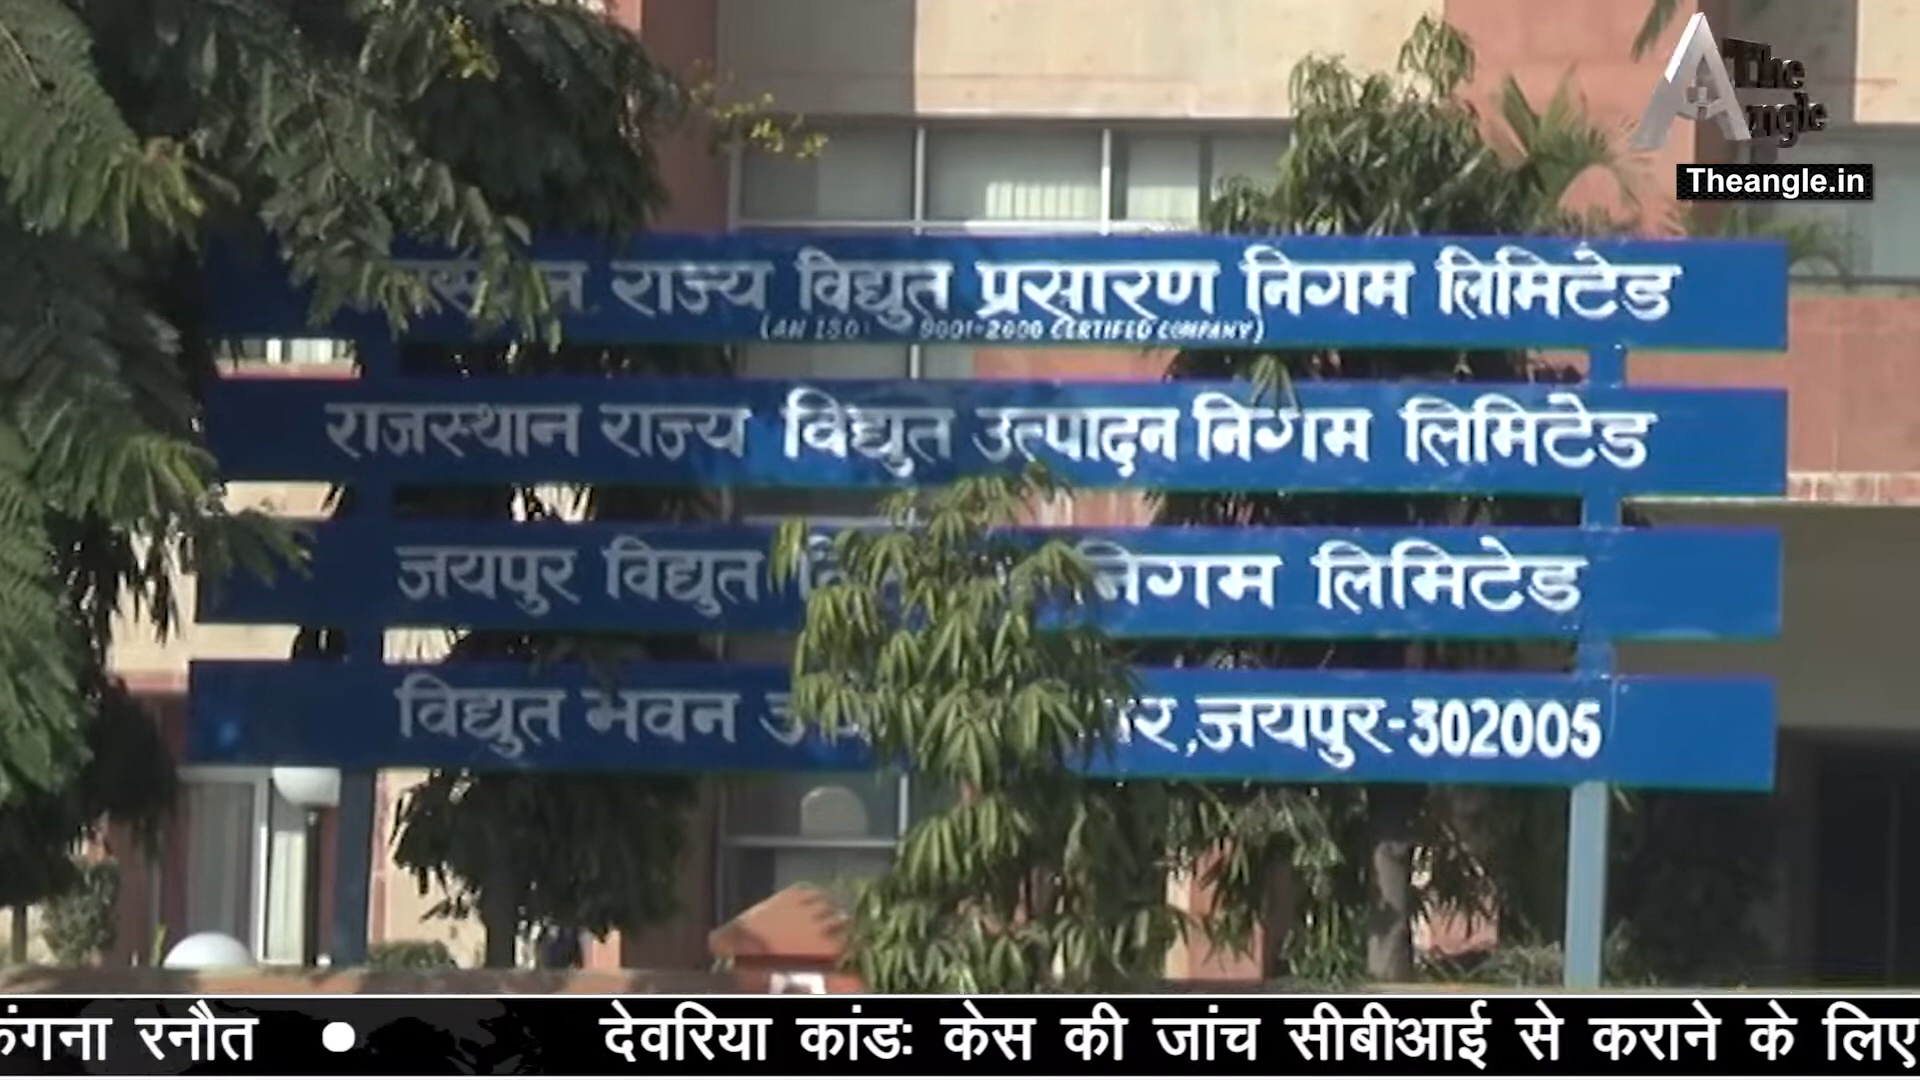 The Angle
Theangle.in
राज्य विद्युत प्रसारण निगम लिमिटेड
(AN ISO 9001-2000 CERTIFED COMPANY)
राजस्थान राज्य विद्युत उत्पादन निगम लिमिटेड
जयपुर विद्युत निगम लिमिटेड
विद्युत भवन ,जयपुर-302005
कंगना रनौत ● देवरिया कांडः केस की जांच सीबीआई से कराने के लिए